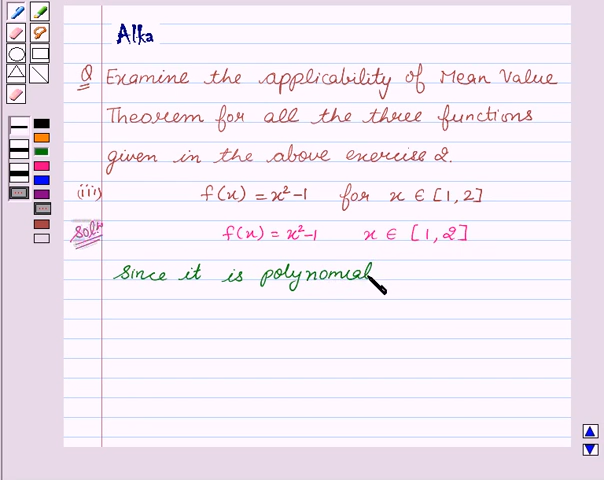 Alka
Q Examine the applicability of Mean Value
Theorem for all the three functions
given in the above exercise 2.
(iii) f(x) = x²-1 for x ∈ [1, 2]
Solⁿ f(x) = x²-1 x ∈ [1, 2]
Since it is polynomial